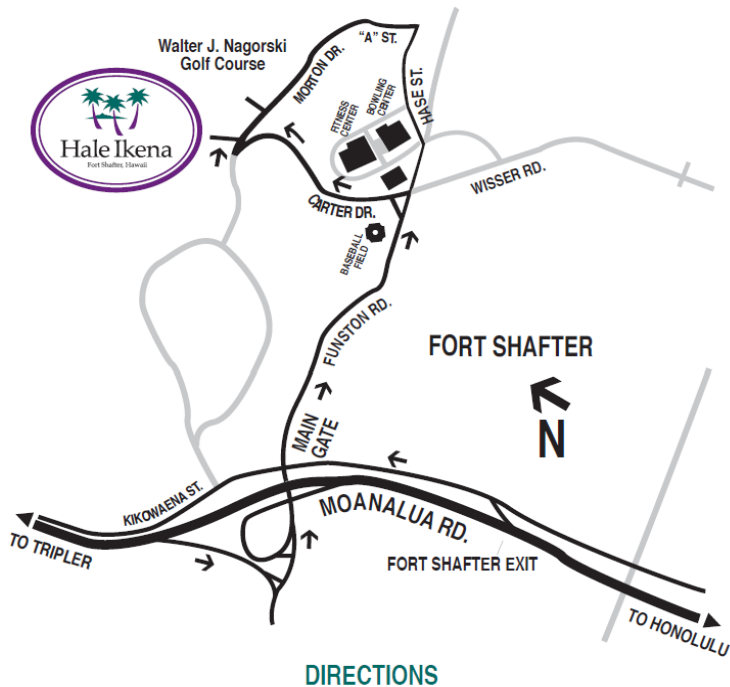 Walter J. Nagorski
Golf Course
MORTON DR.
"A" ST.
HASE ST.
FITNESS
CENTER
BOWLING
CENTER
Hale Ikena
Fort Shafter, Hawaii
WISSER RD.
CARTER DR.
BASEBALL
FIELD
FUNSTON RD.
FORT SHAFTER
N
MAIN
GATE
KIKOWAENA ST.
MOANALUA RD.
TO TRIPLER
FORT SHAFTER EXIT
TO HONOLULU
DIRECTIONS